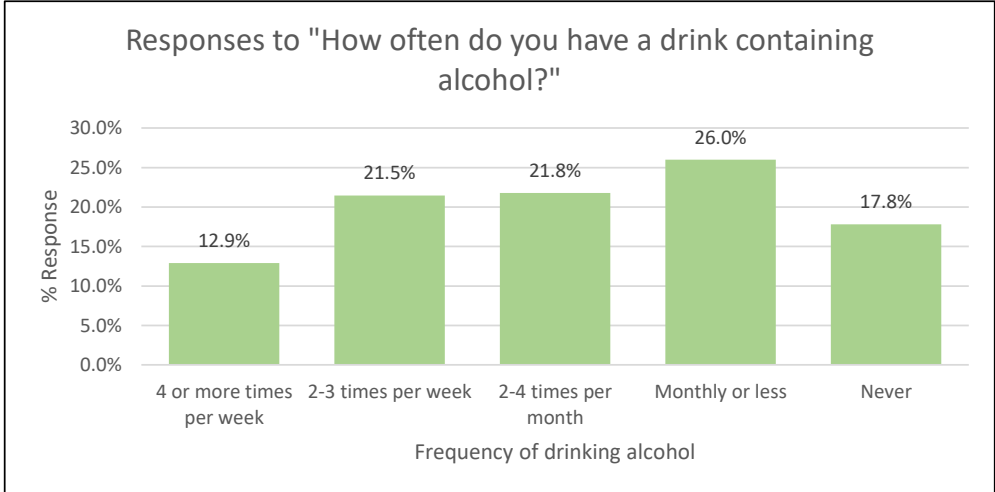 Responses to "How often do you have a drink containing
alcohol?"
% Response
30.0%
25.0%
20.0%
15.0%
10.0%
5.0%
0.0%
12.9%
21.5%
21.8%
26.0%
17.8%
4 or more times
per week
2-3 times per week
2-4 times per
month
Monthly or less
Never
Frequency of drinking alcohol